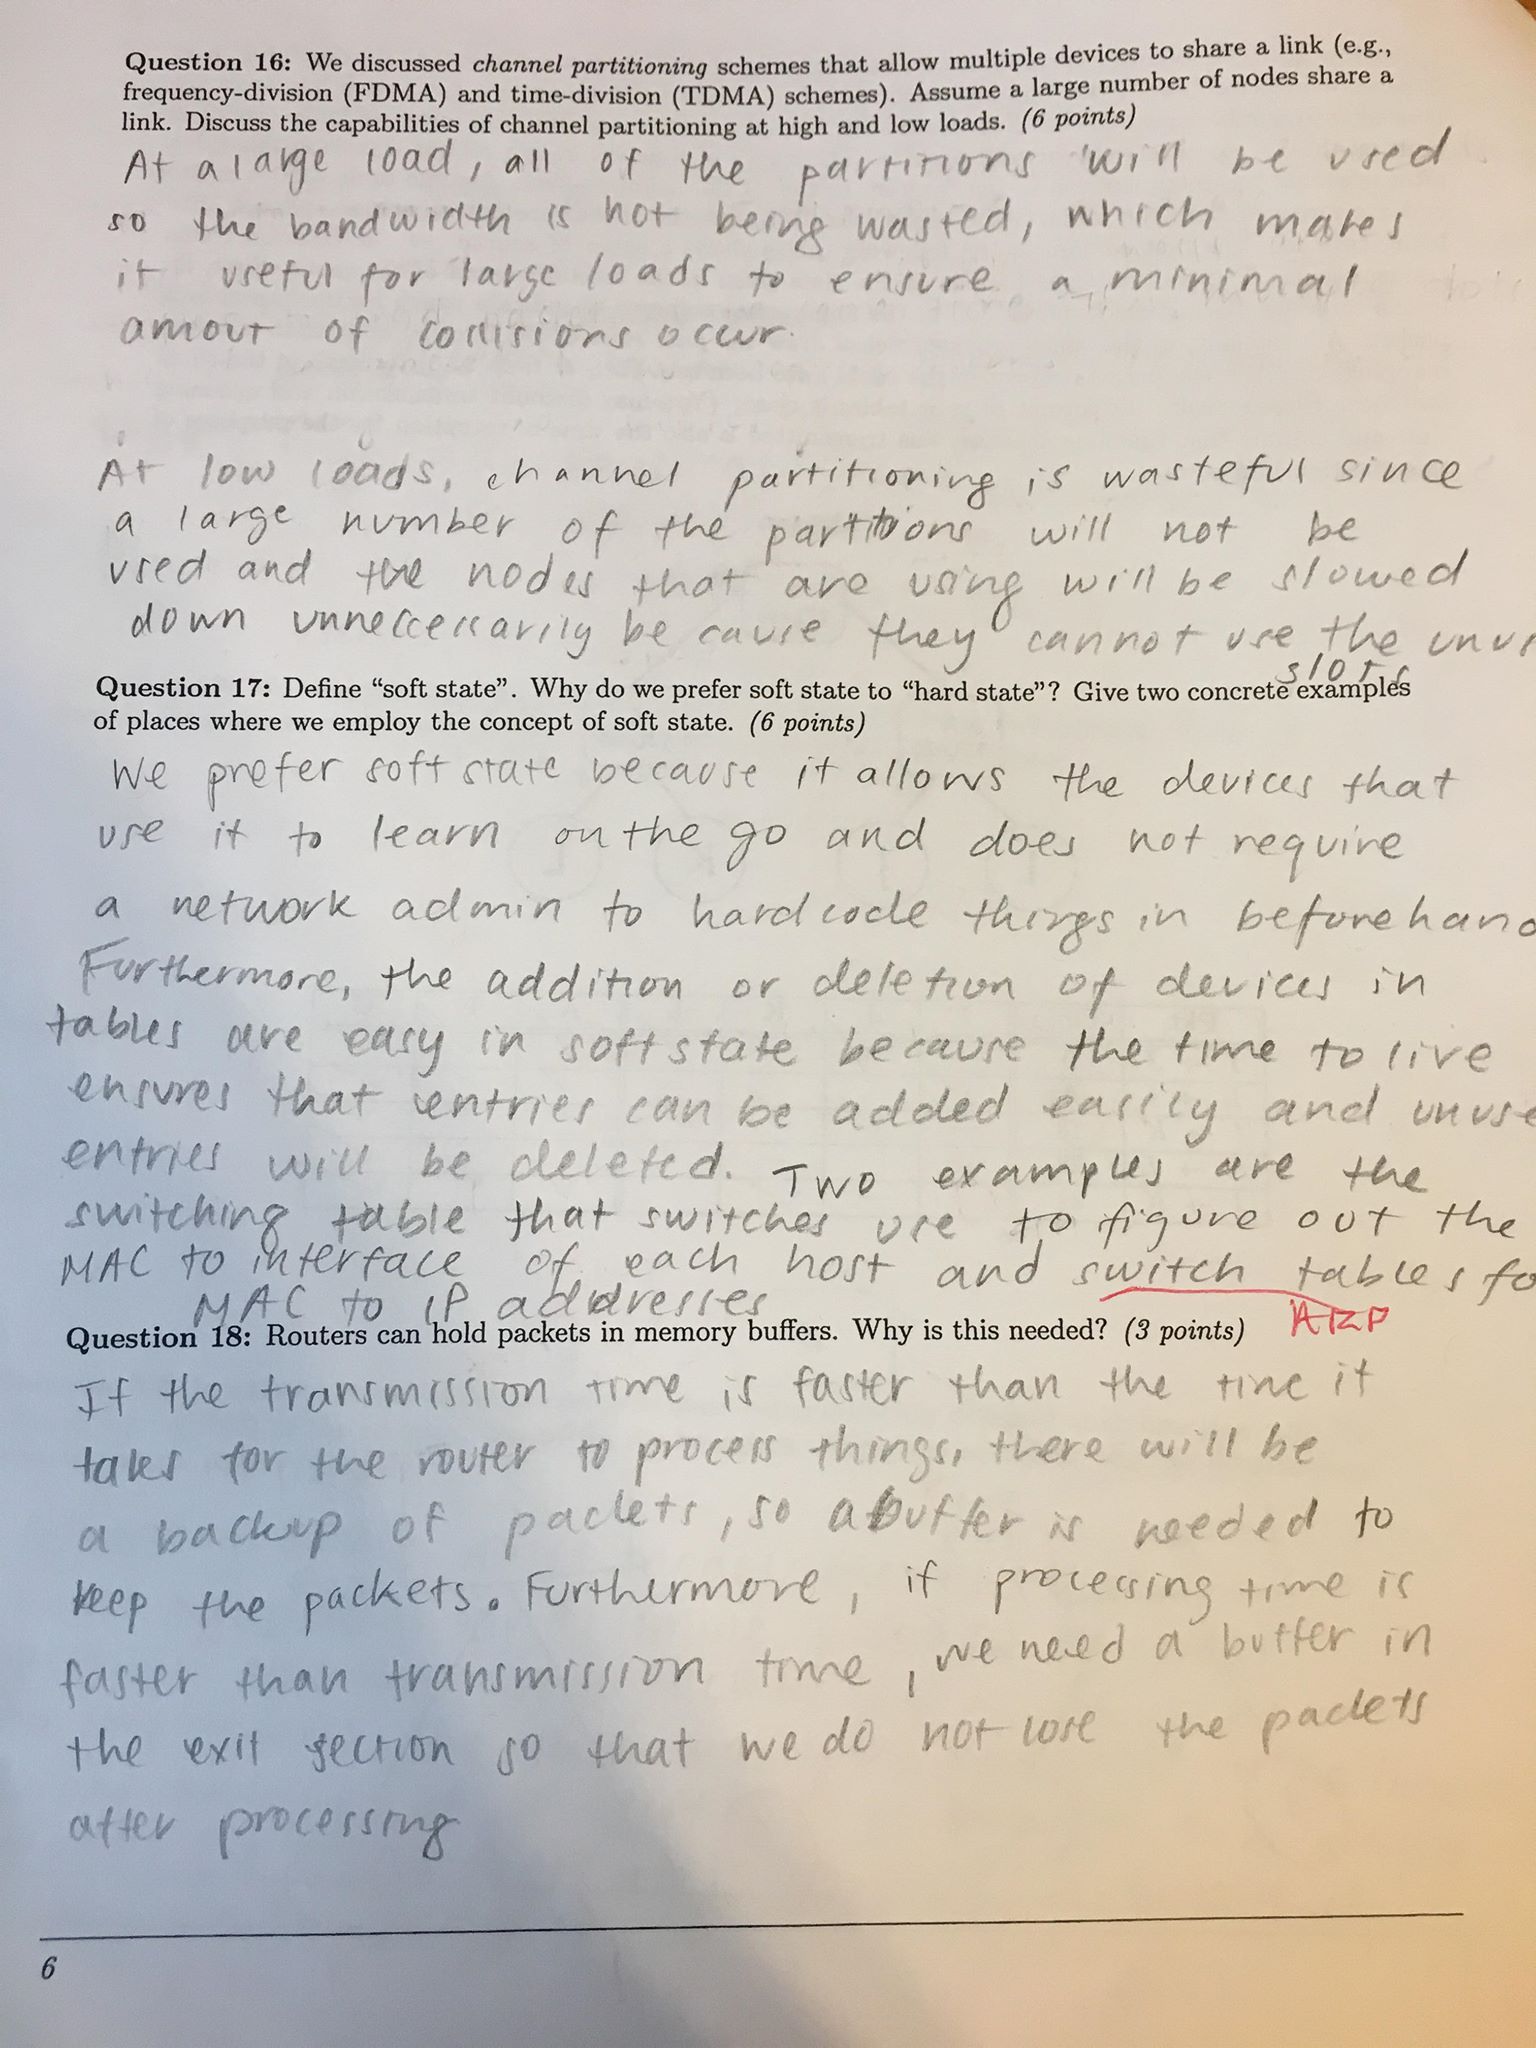 Question 16: We discussed channel partitioning schemes that allow multiple devices to share a link (e.g.,
frequency-division (FDMA) and time-division (TDMA) schemes). Assume a large number of nodes share a
link. Discuss the capabilities of channel partitioning at high and low loads. (6 points)
At a large load, all of the partitions will be used
so the bandwidth is not being wasted, which makes
it useful for large loads to ensure a minimal
amout of collisions occur.
At low loads, channel partitioning is wasteful since
a large number of the partitions will not be
used and the nodes that are using will be slowed
down unneccessarily because they cannot use the unus
slots
Question 17: Define “soft state”. Why do we prefer soft state to “hard state”? Give two concrete examples
of places where we employ the concept of soft state. (6 points)
We prefer soft state because it allows the devices that
use it to learn on the go and does not require
a network admin to hardcode things in beforehand
Furthermore, the addition or deletion of devices in
tables are easy in soft state because the time to live
ensures that entries can be added easily and unuse
entries will be deleted. Two examples are the
switching table that switches use to figure out the
MAC to interface of each host and switch tables fo
MAC to IP addresses
ARP
Question 18: Routers can hold packets in memory buffers. Why is this needed? (3 points)
If the transmission time is faster than the time it
takes for the router to process things, there will be
a backup of packets, so a buffer is needed to
keep the packets. Furthermore, if processing time is
faster than transmission time, we need a buffer in
the exit section so that we do not lose the packets
after processing
6